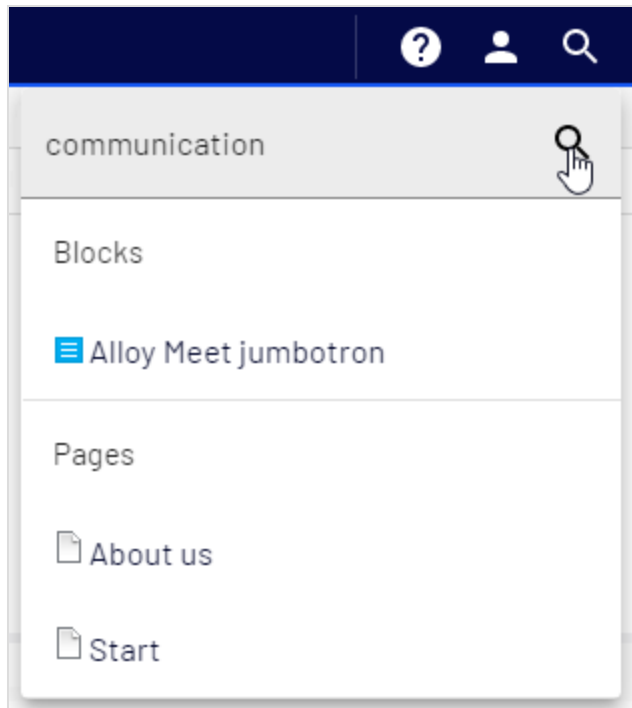 communication
Blocks
Alloy Meet jumbotron
Pages
About us
Start